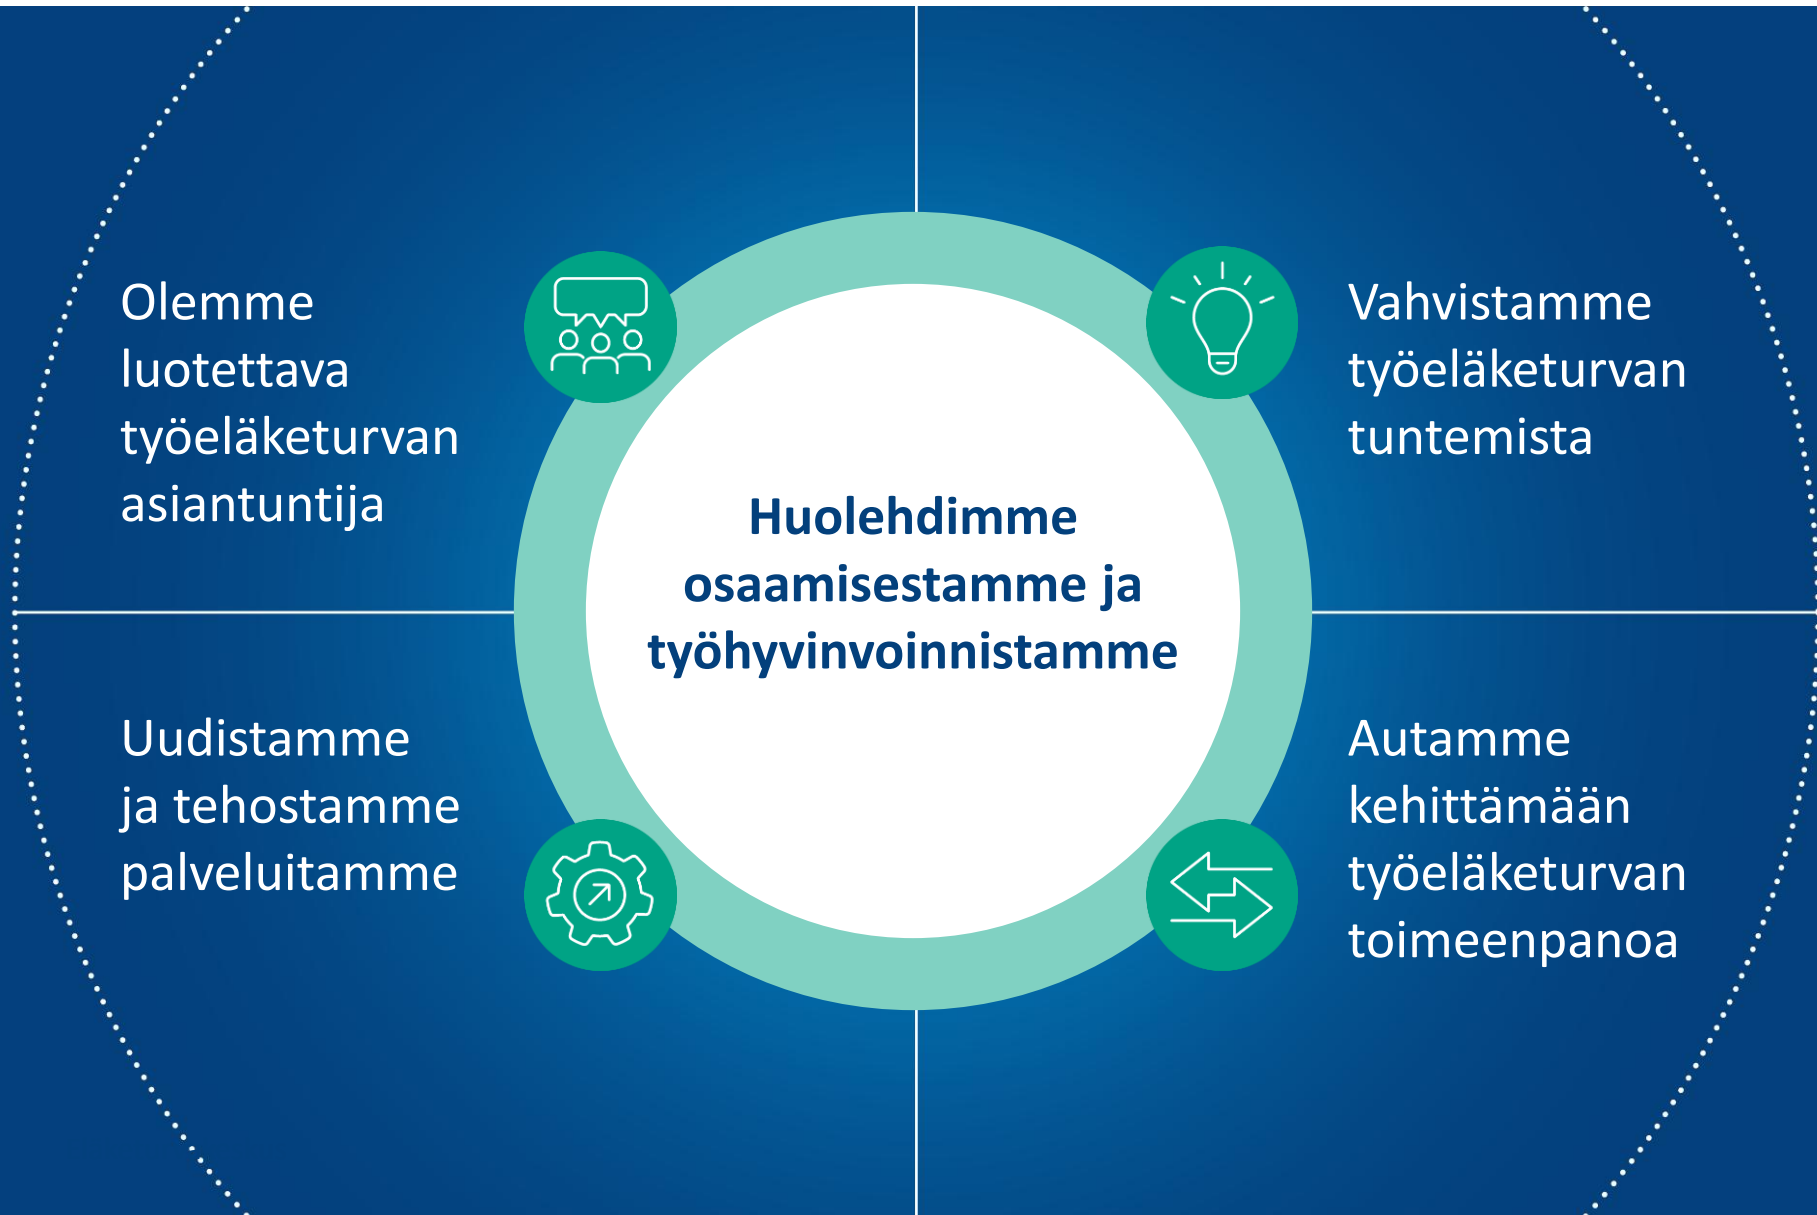 Olemme
luotettava
työeläketurvan
asiantuntija
Vahvistamme
työeläketurvan
tuntemista
Huolehdimme
osaamisestamme ja
työhyvinvoinnistamme
Uudistamme
ja tehostamme
palveluitamme
Autamme
kehittämään
työeläketurvan
toimeenpanoa